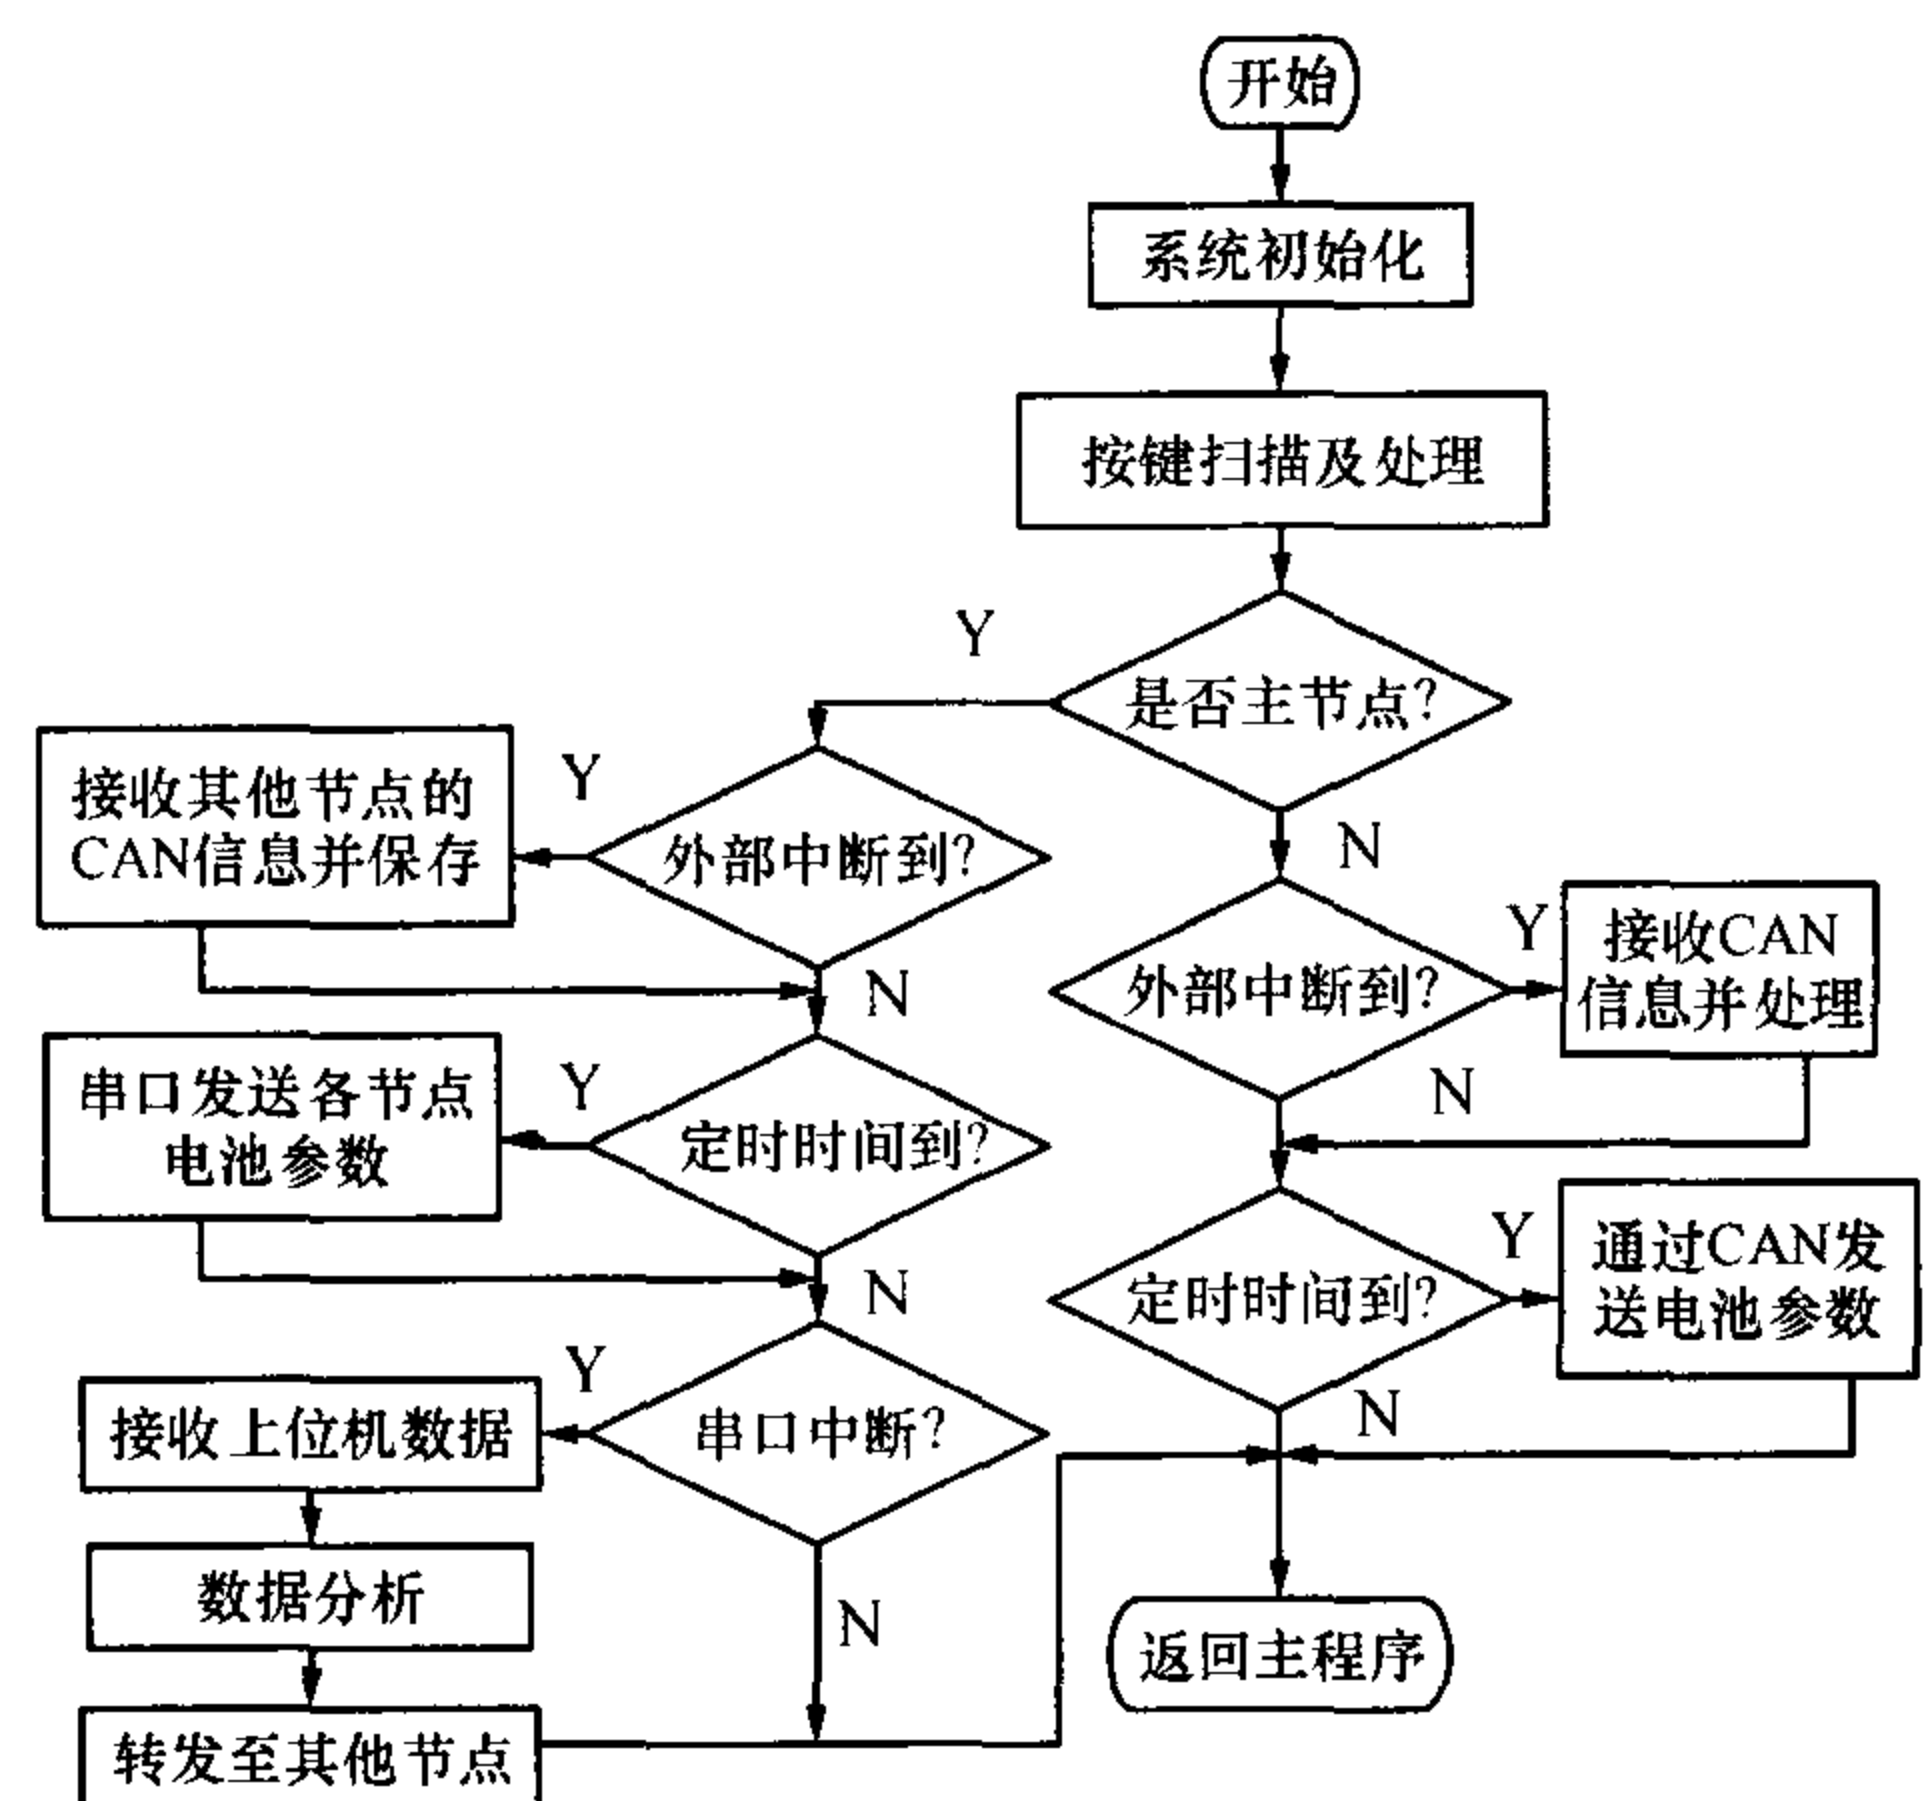 开始
系统初始化
按键扫描及处理
Y
是否主节点?
N
接收其他节点的
CAN信息并保存
Y
外部中断到?
N
Y
外部中断到?
接收CAN
信息并处理
N
串口发送各节点
电池参数
Y
定时时间到?
N
Y
定时时间到?
通过CAN发
送电池参数
N
Y
接收上位机数据
串口中断?
数据分析
N
返回主程序
转发至其他节点